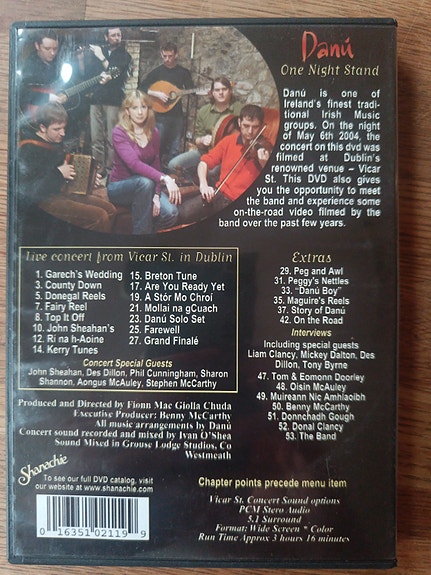 Danú
One Night Stand
Danú is one of
Ireland's finest tradi-
tional Irish Music
groups. On the night
of May 6th 2004, the
concert on this dvd was
filmed at Dublin's
renowned venue – Vicar
St. This DVD also gives
you the opportunity to meet
the band and experience some
on-the-road video filmed by the
band over the past few years.
Live concert from Vicar St. in Dublin
1. Garech's Wedding
3. County Down
5. Donegal Reels
7. Fairy Reel
8. Top It Off
10. John Sheahan's
12. Ri na h-Aoine
14. Kerry Tunes
15. Breton Tune
17. Are You Ready Yet
19. A Stór Mo Chroí
21. Mollai na gCuach
23. Danú Solo Set
25. Farewell
27. Grand Finalé
Concert Special Guests
John Sheahan, Des Dillon, Phil Cunningham, Sharon
Shannon, Aongus McAuley, Stephen McCarthy
Extras
29. Peg and Awl
31. Peggy's Nettles
33. "Danú Boy"
35. Maguire's Reels
37. Story of Danú
42. On the Road
Interviews
Including special guests
Liam Clancy, Mickey Dalton, Des
Dillon, Tony Byrne
47. Tom & Eomonn Doorley
48. Oisin McAuley
49. Muireann Nic Amhlaoibh
50. Benny McCarthy
51. Donnchadh Gough
52. Donal Clancy
53. The Band
Produced and Directed by Fionn Mac Giolla Chuda
Executive Producer: Benny McCarthy
All music arrangements by Danú
Concert sound recorded and mixed by Ivan O'Shea
Sound Mixed in Grouse Lodge Studios, Co
Westmeath
Shanachie
To see our full DVD catalog, visit
our website at www.shanachie.com
0 16351 02119 9
Chapter points precede menu item
Vicar St. Concert Sound options
PCM Stero Audio
5.1 Surround
Format: Wide Screen * Color
Run Time Approx 3 hours 16 minutes